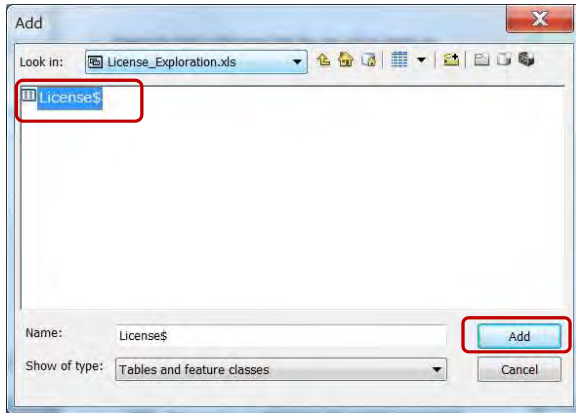 Add
Look in: License_Exploration.xls
License$
Name: License$ Add
Show of type: Tables and feature classes Cancel